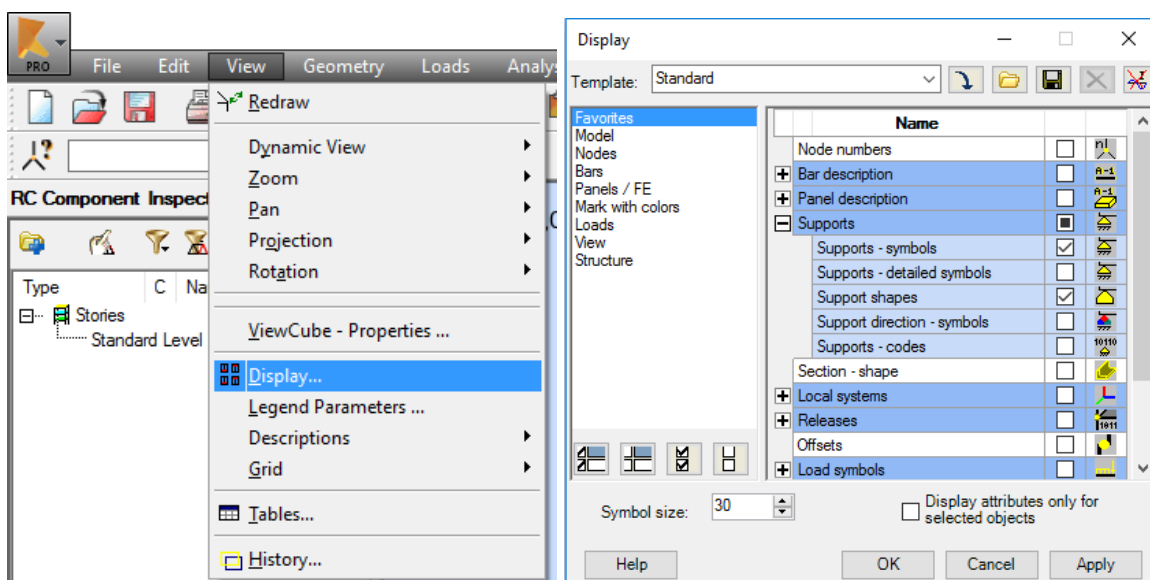 PRO
File Edit View Geometry Loads Analys
Redraw
Dynamic View
Zoom
Pan
Projection
Rotation
ViewCube - Properties ...
Display...
Legend Parameters ...
Descriptions
Grid
Tables...
History...
RC Component Inspect
Type C Na
Stories
Standard Level
Display
Template: Standard
Favorites
Model
Nodes
Bars
Panels / FE
Mark with colors
Loads
View
Structure
Name
Node numbers
Bar description
Panel description
Supports
Supports - symbols
Supports - detailed symbols
Support shapes
Support direction - symbols
Supports - codes
Section - shape
Local systems
Releases
Offsets
Load symbols
Symbol size: 30
Display attributes only for
selected objects
Help OK Cancel Apply